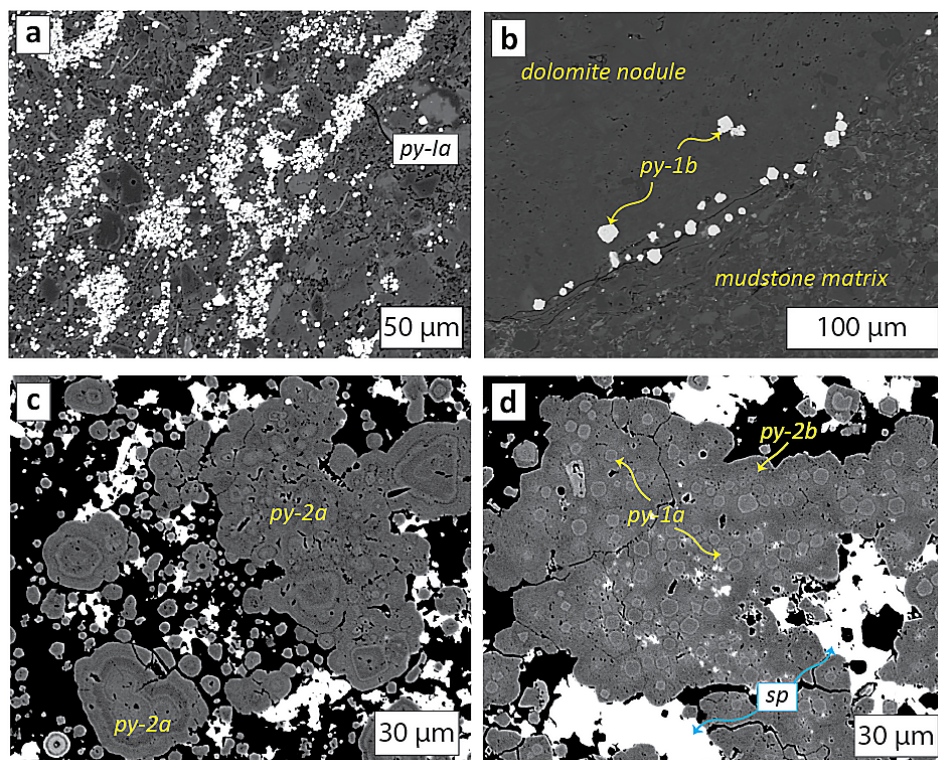 a
py-1a
50 µm
b
dolomite nodule
py-1b
mudstone matrix
100 µm
c
py-2a
py-2a
30 µm
d
py-2b
py-1a
sp
30 µm